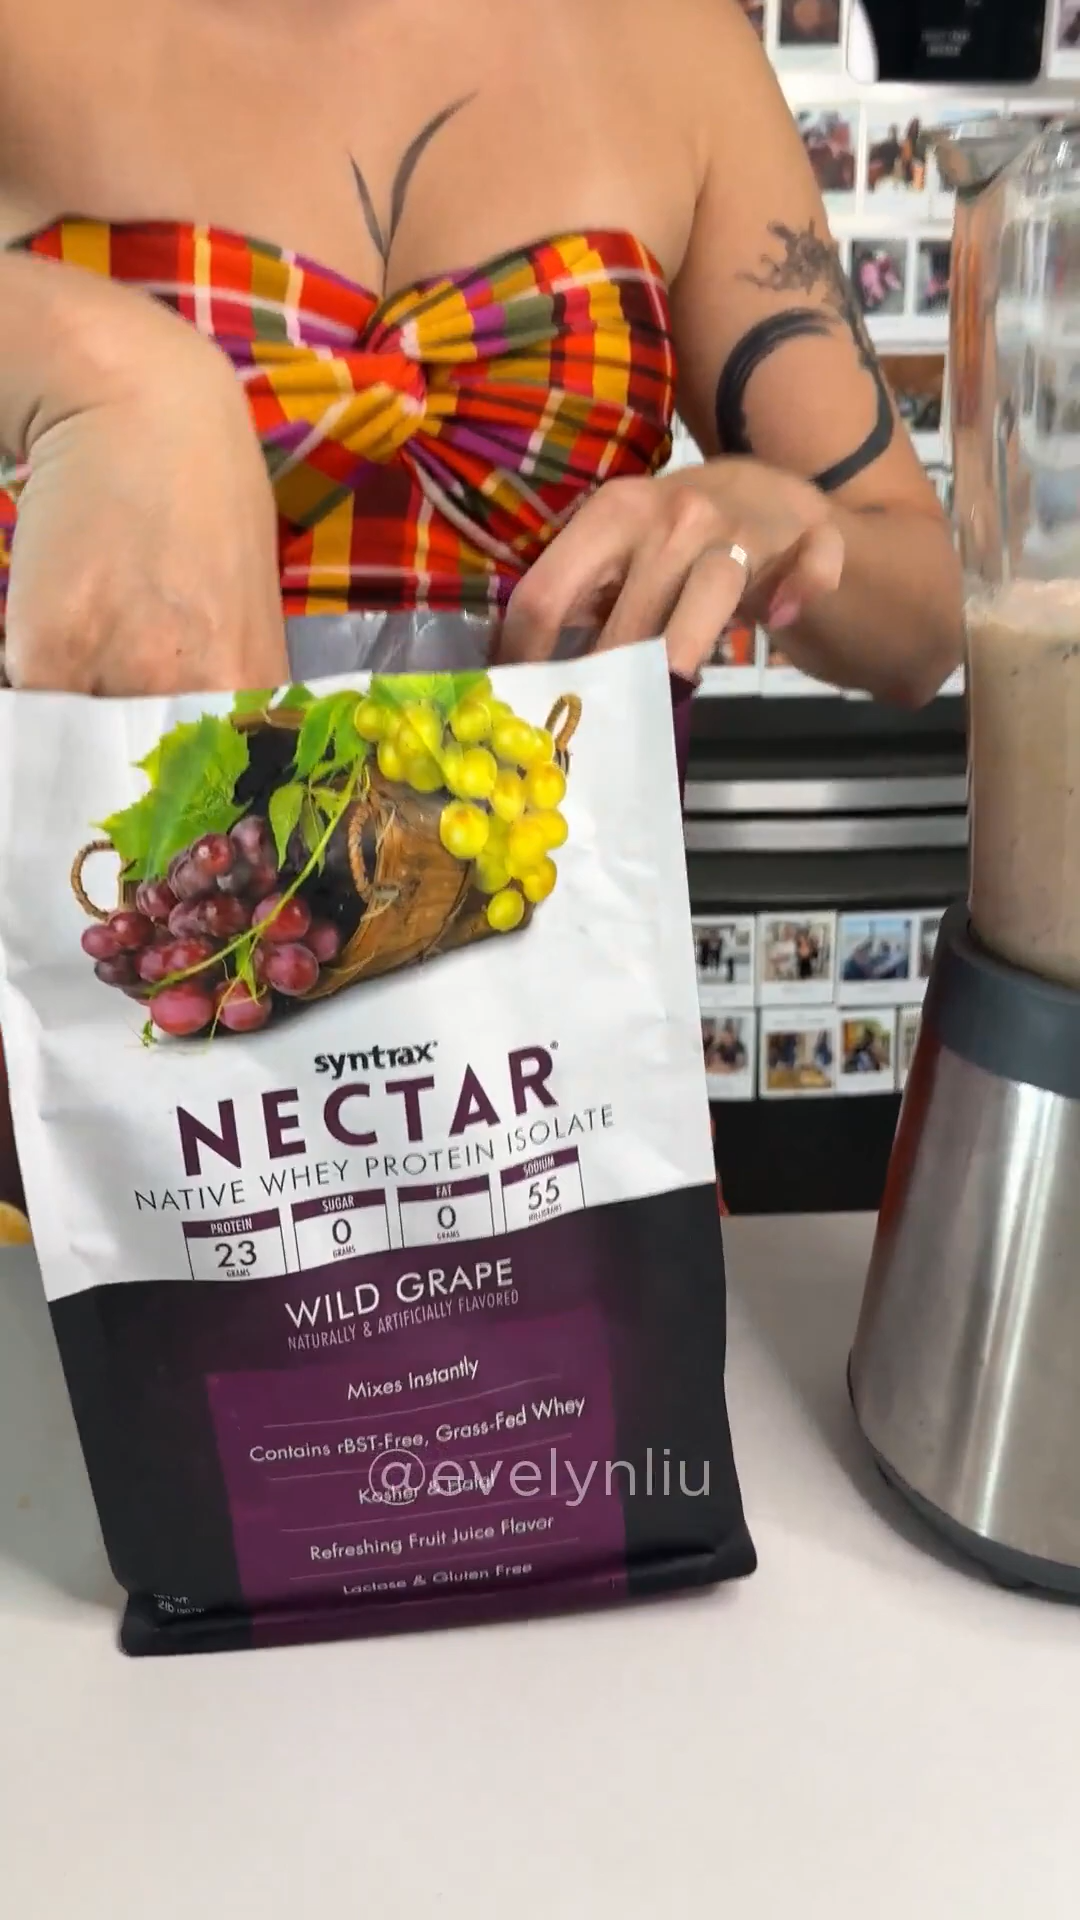 syntrax®
NECTAR®
NATIVE WHEY PROTEIN ISOLATE
PROTEIN
23
GRAMS
SUGAR
0
GRAMS
FAT
0
GRAMS
SODIUM
55
MILLIGRAMS
WILD GRAPE
NATURALLY & ARTIFICIALLY FLAVORED
Mixes Instantly
Contains rBST-Free, Grass-Fed Whey
Kosher & Halal
@evelynliu
Refreshing Fruit Juice Flavor
Lactose & Gluten Free
2lb